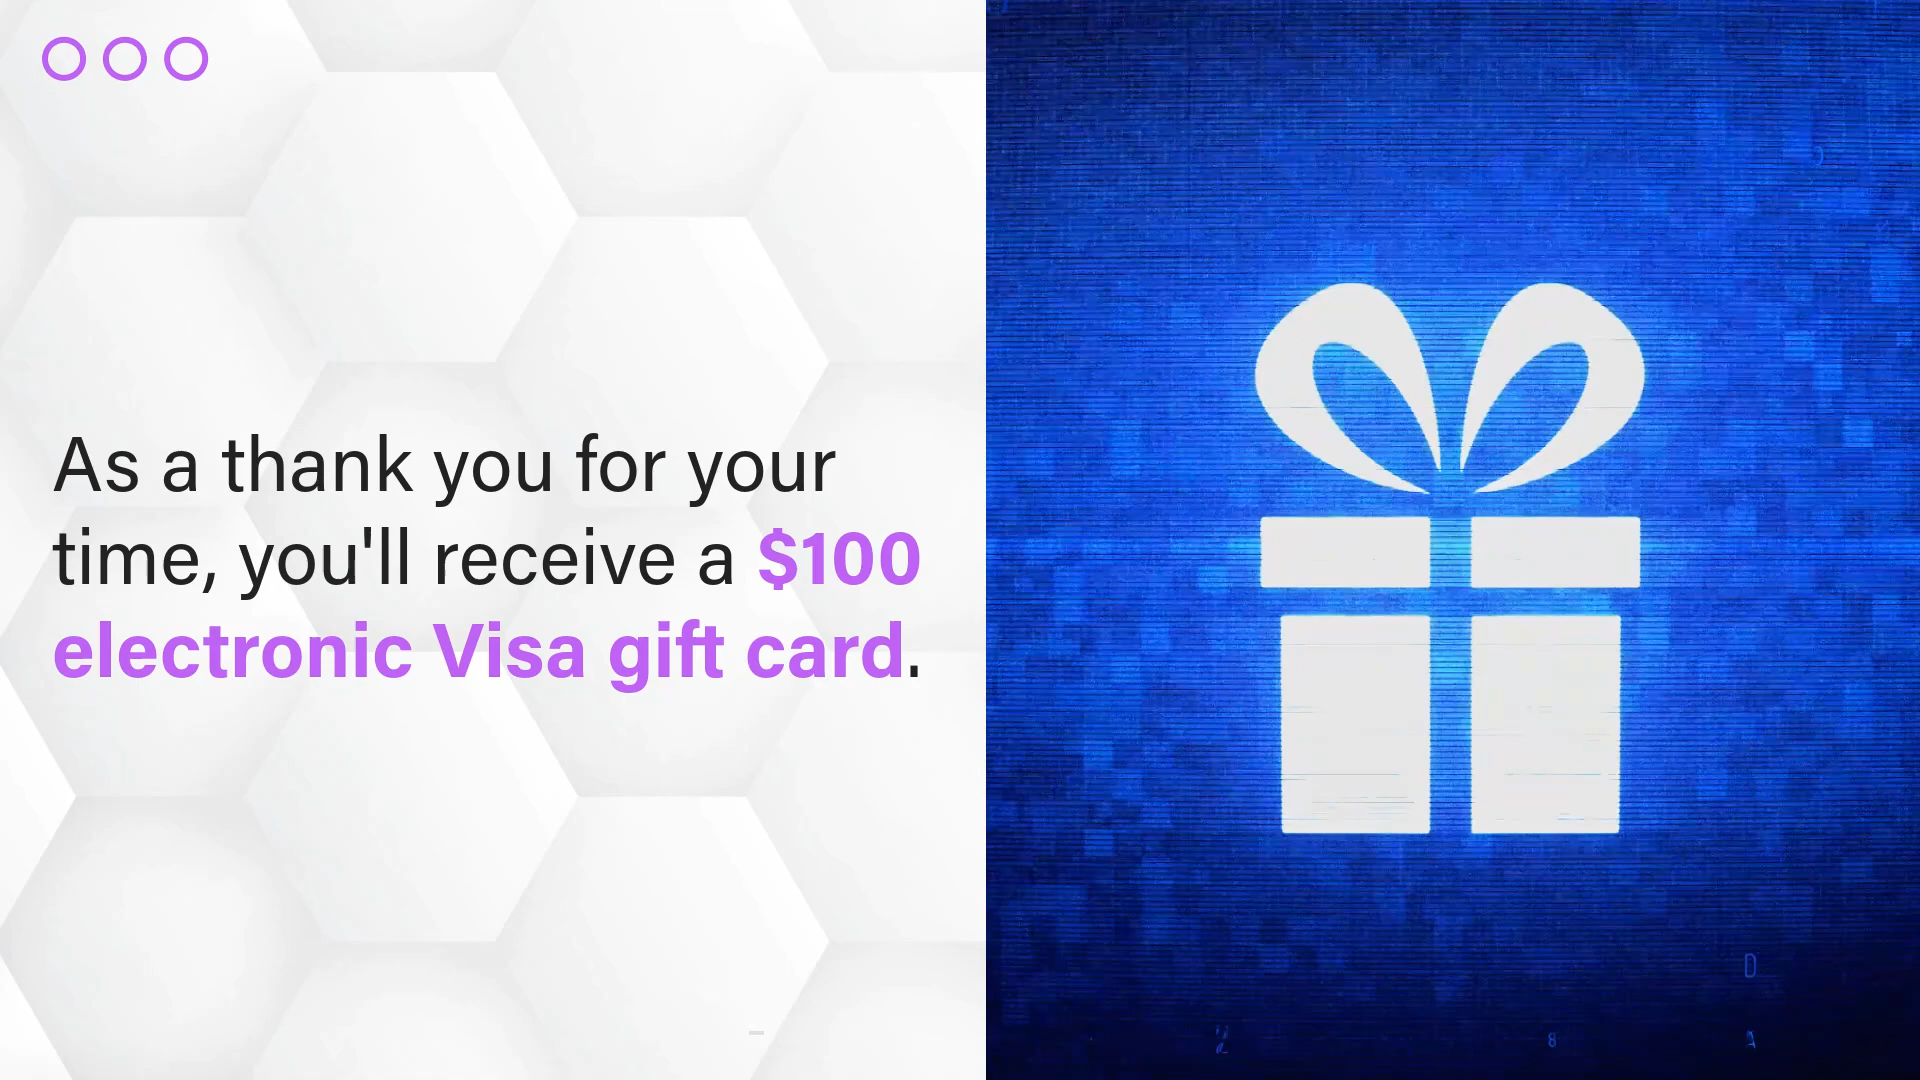 As a thank you for your
time, you'll receive a $100
electronic Visa gift card.